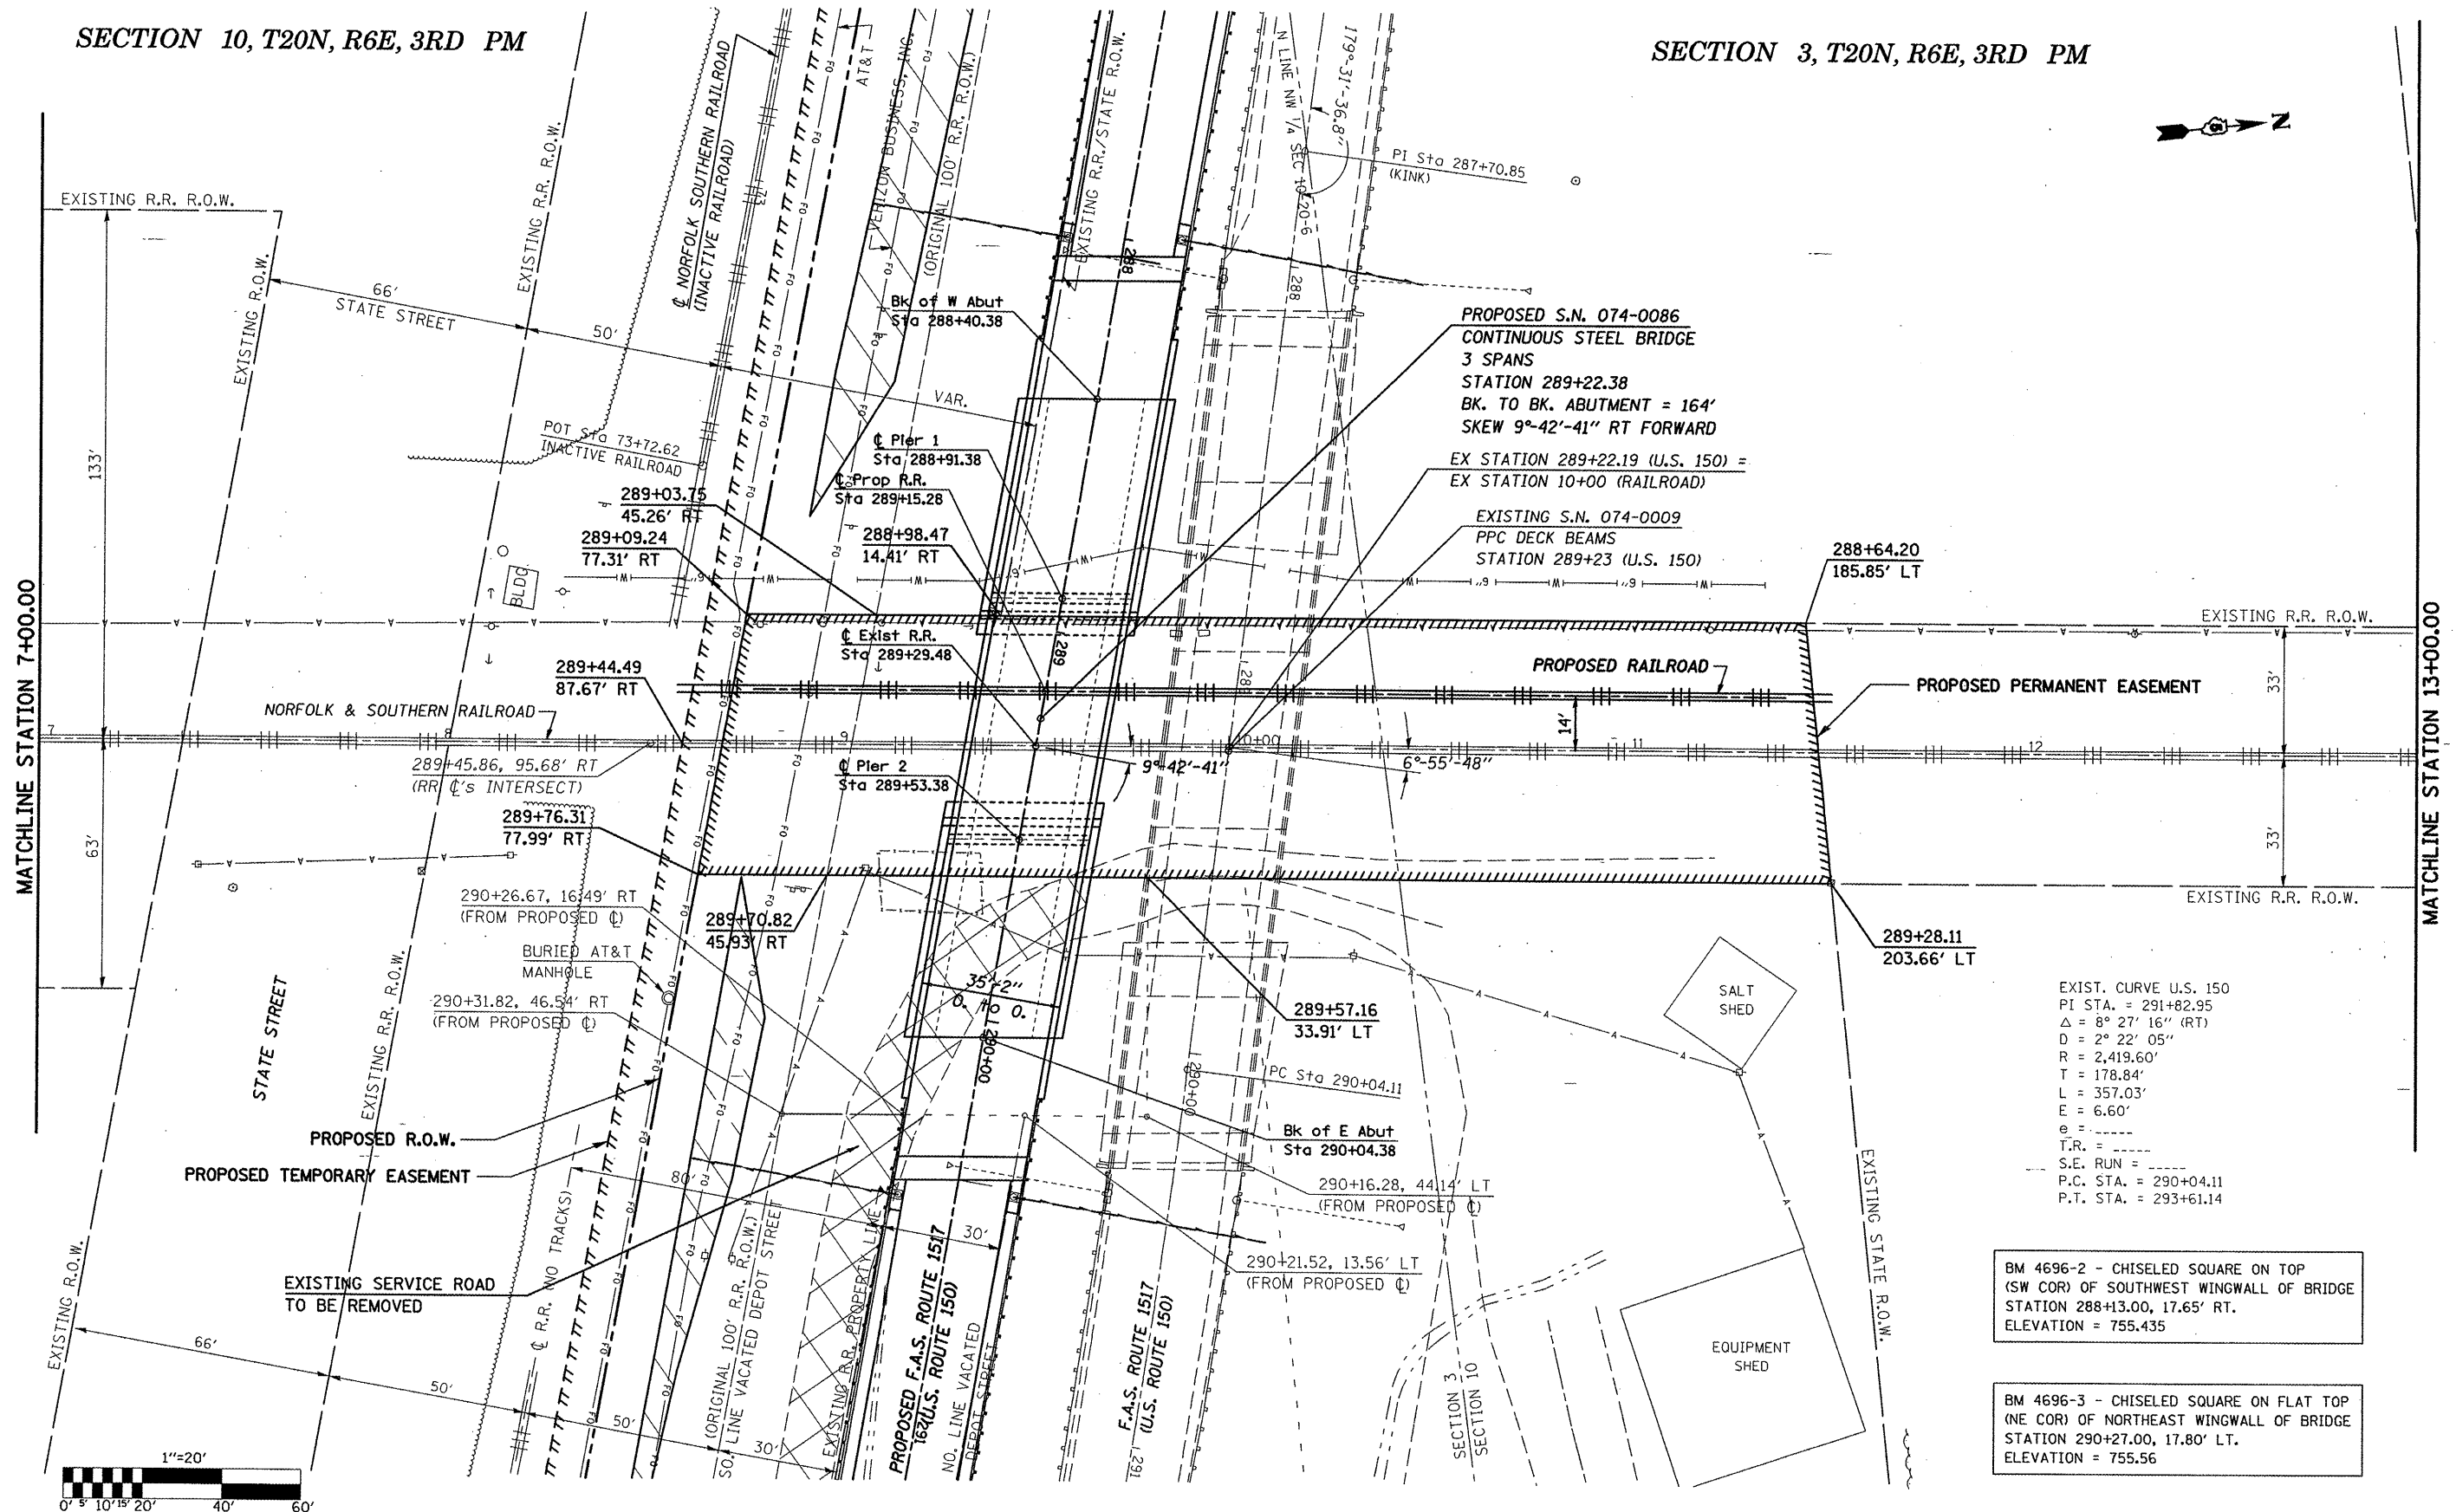 SECTION 10, T20N, R6E, 3RD PM
SECTION 3, T20N, R6E, 3RD PM
N
MATCHLINE STATION 7+00.00
MATCHLINE STATION 13+00.00
EXISTING R.R. R.O.W.
EXISTING R.O.W.
EXISTING R.R. R.O.W.
133'
63'
66'
STATE STREET
50'
VAR.
℄ NORFOLK SOUTHERN RAILROAD
(INACTIVE RAILROAD)
73
AT&T
VERIZON BUSINESS, INC.
(ORIGINAL 100' R.R. R.O.W.)
EXISTING R.R./STATE R.O.W.
N LINE NW 1/4 SEC 10-20-6
179°-31'-36.8"
PI Sta 287+70.85
(KINK)
288
288
Bk of W Abut
Sta 288+40.38
PROPOSED S.N. 074-0086
CONTINUOUS STEEL BRIDGE
3 SPANS
STATION 289+22.38
BK. TO BK. ABUTMENT = 164'
SKEW 9°-42'-41" RT FORWARD
POT Sta 73+72.62
INACTIVE RAILROAD
℄ Pier 1
Sta 288+91.38
℄ Prop R.R.
Sta 289+15.28
EX STATION 289+22.19 (U.S. 150) =
EX STATION 10+00 (RAILROAD)
289+03.75
45.26' RT
288+98.47
14.41' RT
EXISTING S.N. 074-0009
PPC DECK BEAMS
STATION 289+23 (U.S. 150)
289+09.24
77.31' RT
288+64.20
185.85' LT
BLDG
EXISTING R.R. R.O.W.
℄ Exist R.R.
Sta 289+29.48
289
289+44.49
87.67' RT
PROPOSED RAILROAD
PROPOSED PERMANENT EASEMENT
33'
NORFOLK & SOUTHERN RAILROAD
14'
7
8
9
10+00
11
12
289+45.86, 95.68' RT
(RR ℄'s INTERSECT)
℄ Pier 2
Sta 289+53.38
9°-42'-41"
6°-55'-48"
289+76.31
77.99' RT
33'
EXISTING R.R. R.O.W.
290+26.67, 16.49' RT
(FROM PROPOSED ℄)
289+70.82
45.93' RT
289+28.11
203.66' LT
BURIED AT&T
MANHOLE
35'-2"
O. TO O.
290+31.82, 46.54' RT
(FROM PROPOSED ℄)
289+57.16
33.91' LT
SALT
SHED
EXIST. CURVE U.S. 150
PI STA. = 291+82.95
Δ = 8° 27' 16" (RT)
D = 2° 22' 05"
R = 2,419.60'
T = 178.84'
L = 357.03'
E = 6.60'
e = -----
T.R. = -----
S.E. RUN = -----
P.C. STA. = 290+04.11
P.T. STA. = 293+61.14
STATE STREET
EXISTING R.R. R.O.W.
290+00
290+00
PC Sta 290+04.11
PROPOSED R.O.W.
PROPOSED TEMPORARY EASEMENT
Bk of E Abut
Sta 290+04.38
80'
290+16.28, 44.14' LT
(FROM PROPOSED ℄)
30'
290+21.52, 13.56' LT
(FROM PROPOSED ℄)
EXISTING SERVICE ROAD
TO BE REMOVED
EXISTING STATE R.O.W.
EXISTING R.O.W.
66'
50'
50'
30'
℄ R.R. (NO TRACKS)
(ORIGINAL 100' R.R. R.O.W.)
SO. LINE VACATED DEPOT STREET
EXISTING R.R. PROPERTY LINE
PROPOSED F.A.S. ROUTE 1517
(U.S. ROUTE 150)
NO. LINE VACATED
DEPOT STREET
F.A.S. ROUTE 1517
(U.S. ROUTE 150)
291
SECTION 3
SECTION 10
EQUIPMENT
SHED
BM 4696-2 - CHISELED SQUARE ON TOP
(SW COR) OF SOUTHWEST WINGWALL OF BRIDGE
STATION 288+13.00, 17.65' RT.
ELEVATION = 755.435
BM 4696-3 - CHISELED SQUARE ON FLAT TOP
(NE COR) OF NORTHEAST WINGWALL OF BRIDGE
STATION 290+27.00, 17.80' LT.
ELEVATION = 755.56
1"=20'
0' 5' 10' 15' 20' 40' 60'